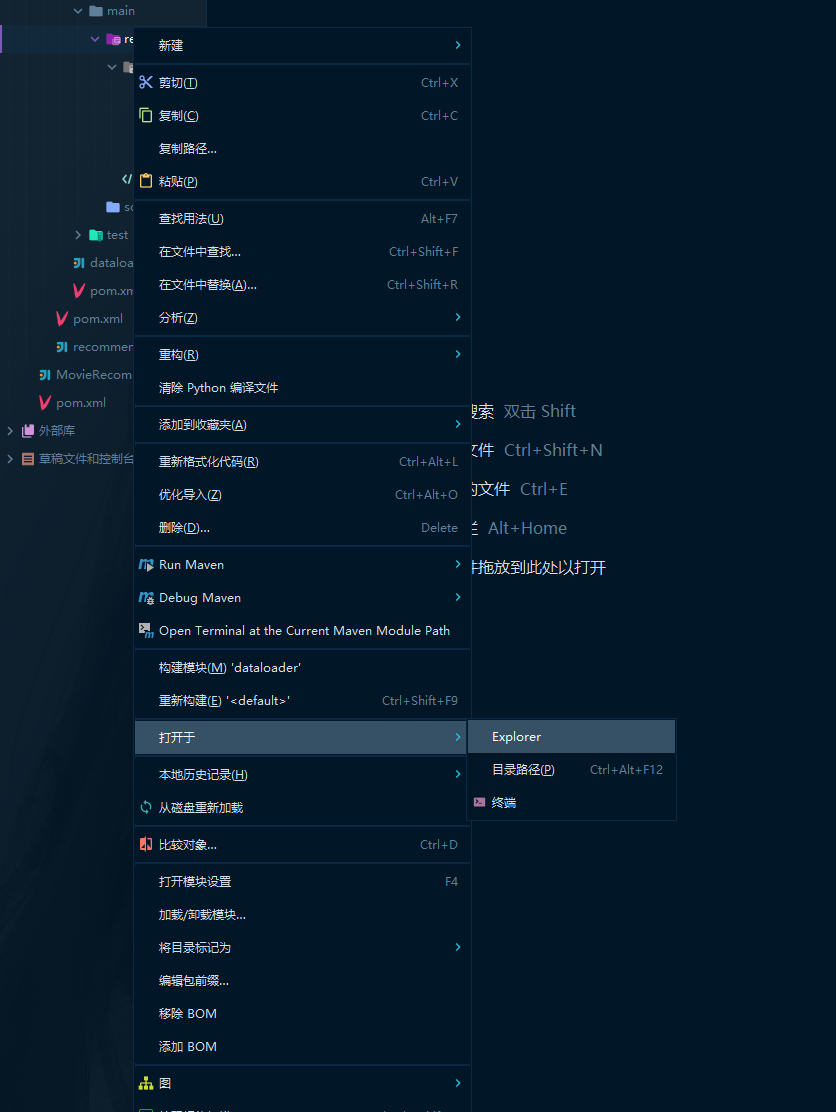 main
re
sc
test
dataloa
pom.xm
pom.xml
recommer
MovieRecom
pom.xml
外部库
草稿文件和控制台
新建
剪切(T) Ctrl+X
复制(C) Ctrl+C
复制路径...
粘贴(P) Ctrl+V
查找用法(U) Alt+F7
在文件中查找... Ctrl+Shift+F
在文件中替换(A)... Ctrl+Shift+R
分析(Z)
重构(R)
清除 Python 编译文件
添加到收藏夹(A)
重新格式化代码(R) Ctrl+Alt+L
优化导入(Z) Ctrl+Alt+O
删除(D)... Delete
Run Maven
Debug Maven
Open Terminal at the Current Maven Module Path
构建模块(M) 'dataloader'
重新构建(E) '<default>' Ctrl+Shift+F9
打开于
本地历史记录(H)
从磁盘重新加载
比较对象... Ctrl+D
打开模块设置 F4
加载/卸载模块...
将目录标记为
编辑包前缀...
移除 BOM
添加 BOM
图
Explorer
目录路径(P) Ctrl+Alt+F12
终端
搜索 双击 Shift
文件 Ctrl+Shift+N
的文件 Ctrl+E
Alt+Home
件拖放到此处以打开